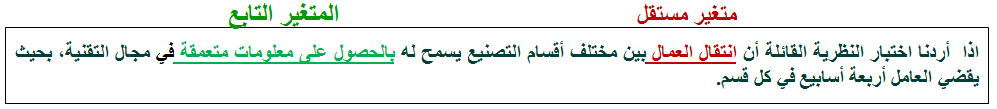 متغير مستقل المتغير التابع
اذا أردنا اختبار النظرية القائلة أن انتقال العمال بين مختلف أقسام التصنيع يسمح له بالحصول على معلومات متعمقة في مجال التقنية، بحيث
يقضي العامل أربعة أسابيع في كل قسم.